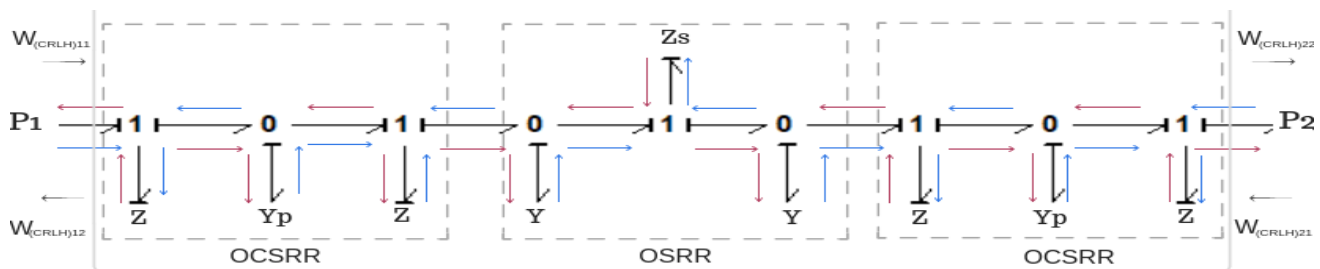 Zs
W(CRLH)11
W(CRLH)22
P1 1 0 1 0 1 0 1 0 1 P2
Z Yp Z Y Y Z Yp Z
W(CRLH)12
W(CRLH)21
OCSRR OSRR OCSRR